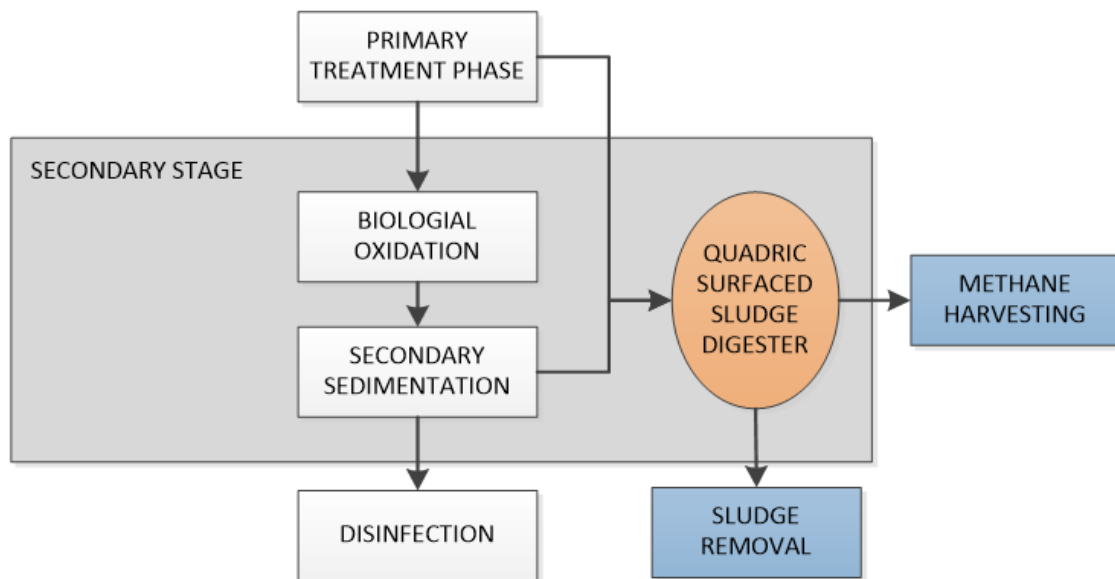 PRIMARY
TREATMENT PHASE
SECONDARY STAGE
BIOLOGIAL
OXIDATION
SECONDARY
SEDIMENTATION
QUADRIC
SURFACED
SLUDGE
DIGESTER
METHANE
HARVESTING
DISINFECTION
SLUDGE
REMOVAL